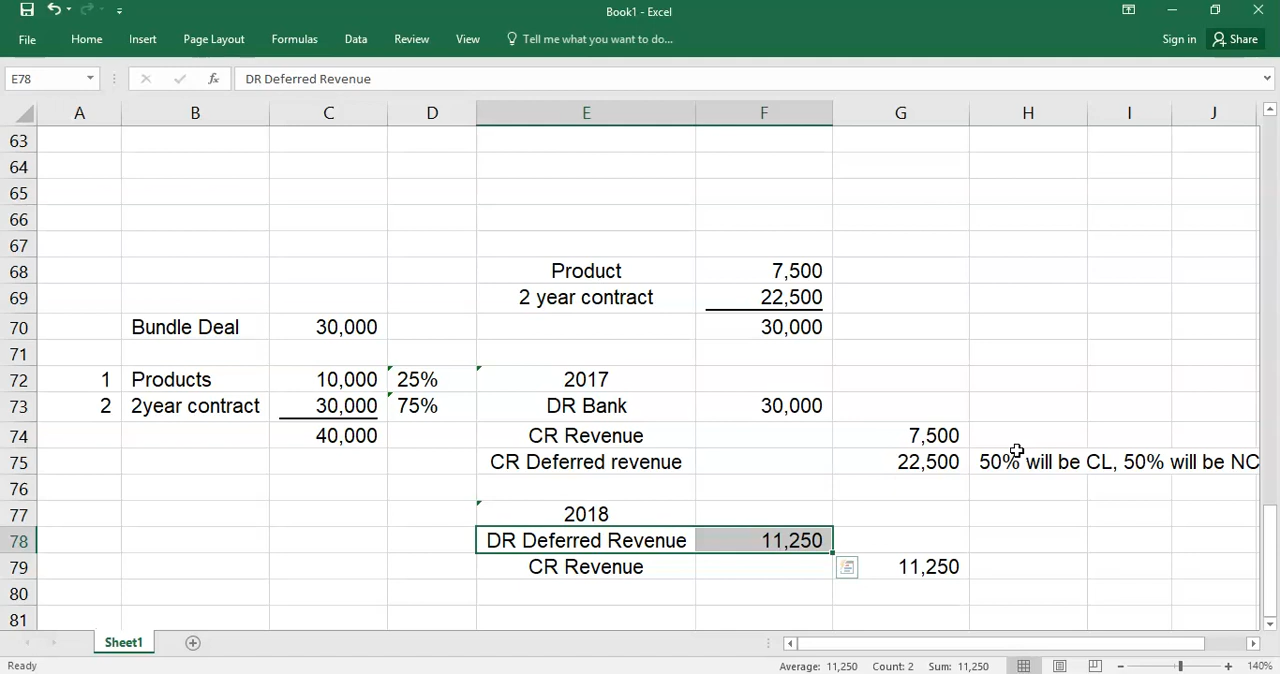 Book1 - Excel
File Home Insert Page Layout Formulas Data Review View Tell me what you want to do... Sign in Share
E78 fx DR Deferred Revenue
A B C D E F G H I J
63
64
65
66
67
68 Product 7,500
69 2 year contract 22,500
70 Bundle Deal 30,000 30,000
71
72 1 Products 10,000 25% 2017
73 2 2year contract 30,000 75% DR Bank 30,000
74 40,000 CR Revenue 7,500
75 CR Deferred revenue 22,500 50% will be CL, 50% will be NC
76
77 2018
78 DR Deferred Revenue 11,250
79 CR Revenue 11,250
80
81
Sheet1
Ready Average: 11,250 Count: 2 Sum: 11,250 140%